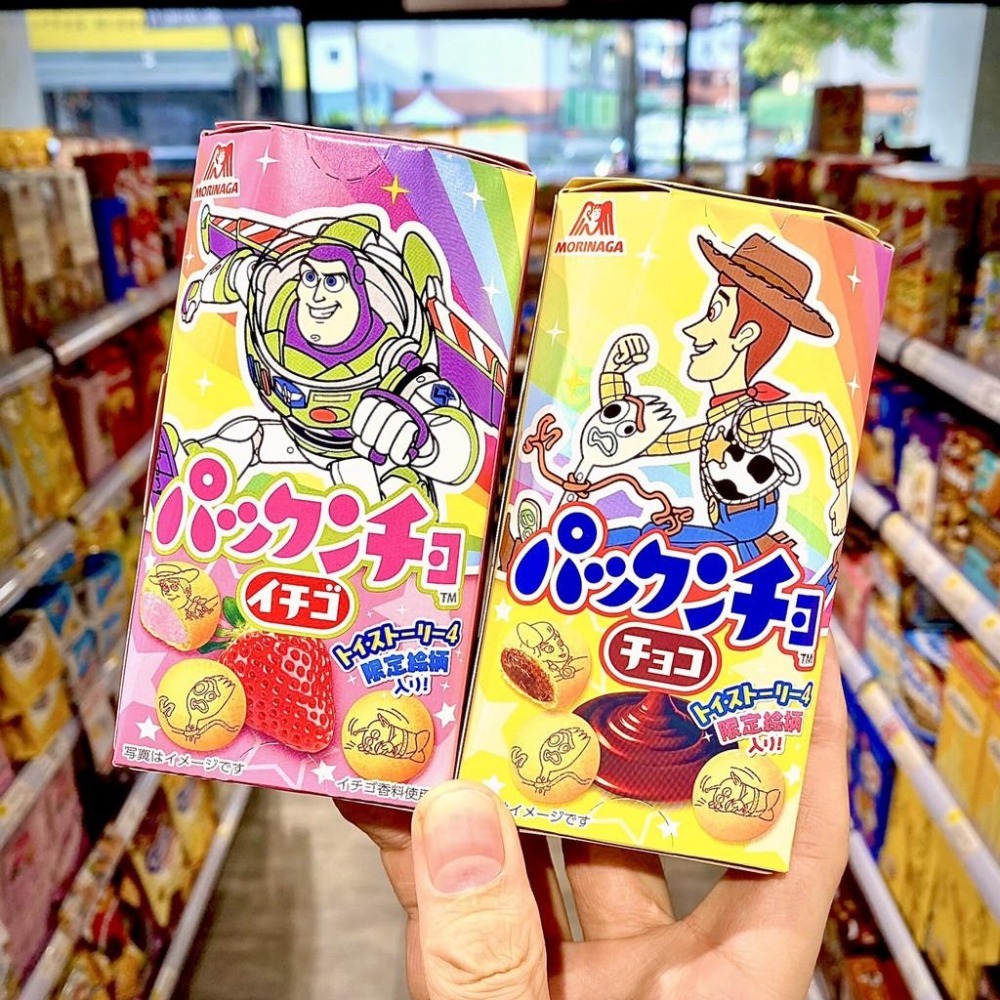 MORINAGA
パックンチョ
TM
イチゴ
トイ・ストーリー4
限定絵柄
入り!
写真はイメージです
イチゴ香料使用
MORINAGA
パックンチョ
TM
チョコ
トイ・ストーリー4
限定絵柄
入り!
イメージです